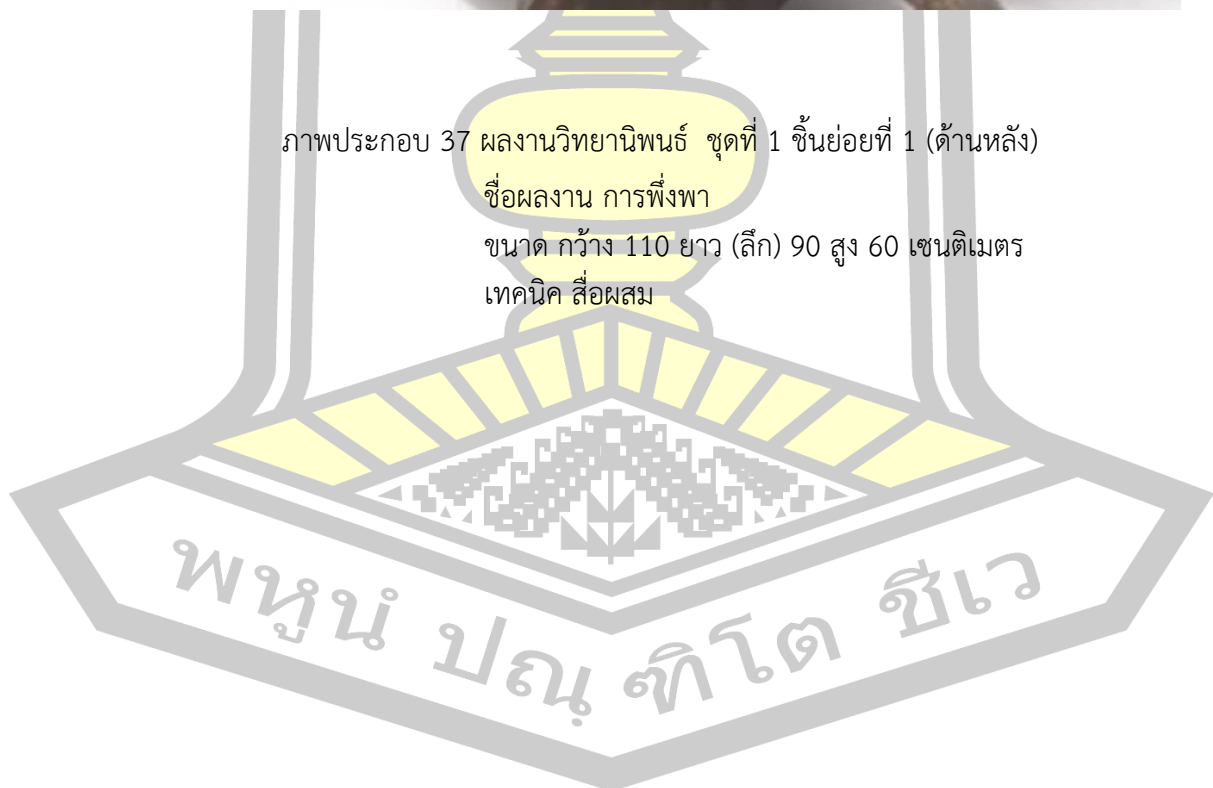 ภาพประกอบ 37 ผลงานวิทยานิพนธ์ ชุดที่ 1 ชิ้นย่อยที่ 1 (ด้านหลัง)
ชื่อผลงาน การพึ่งพา
ขนาด กว้าง 110 ยาว (ลึก) 90 สูง 60 เซนติเมตร
เทคนิค สื่อผสม
พหูนํ ปณฺฑิโต ชีเว